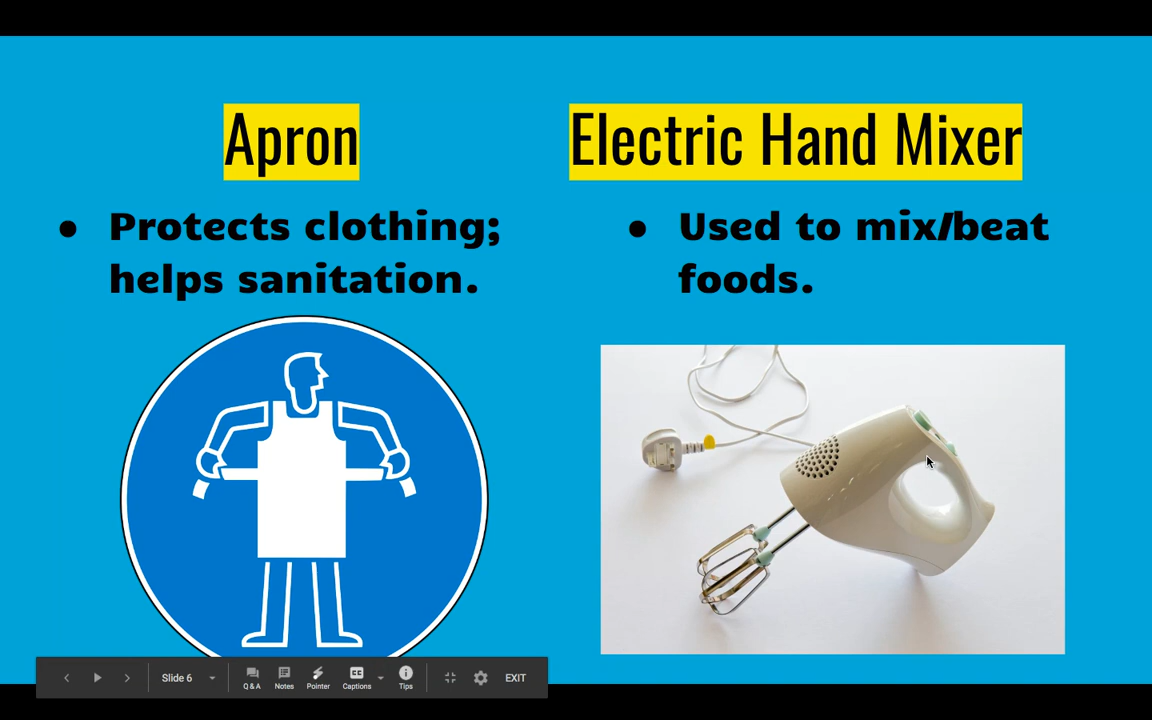 Apron
Protects clothing;
helps sanitation.
Electric Hand Mixer
Used to mix/beat
foods.
Slide 6
Q & A
Notes
Pointer
CC
Captions
Tips
EXIT